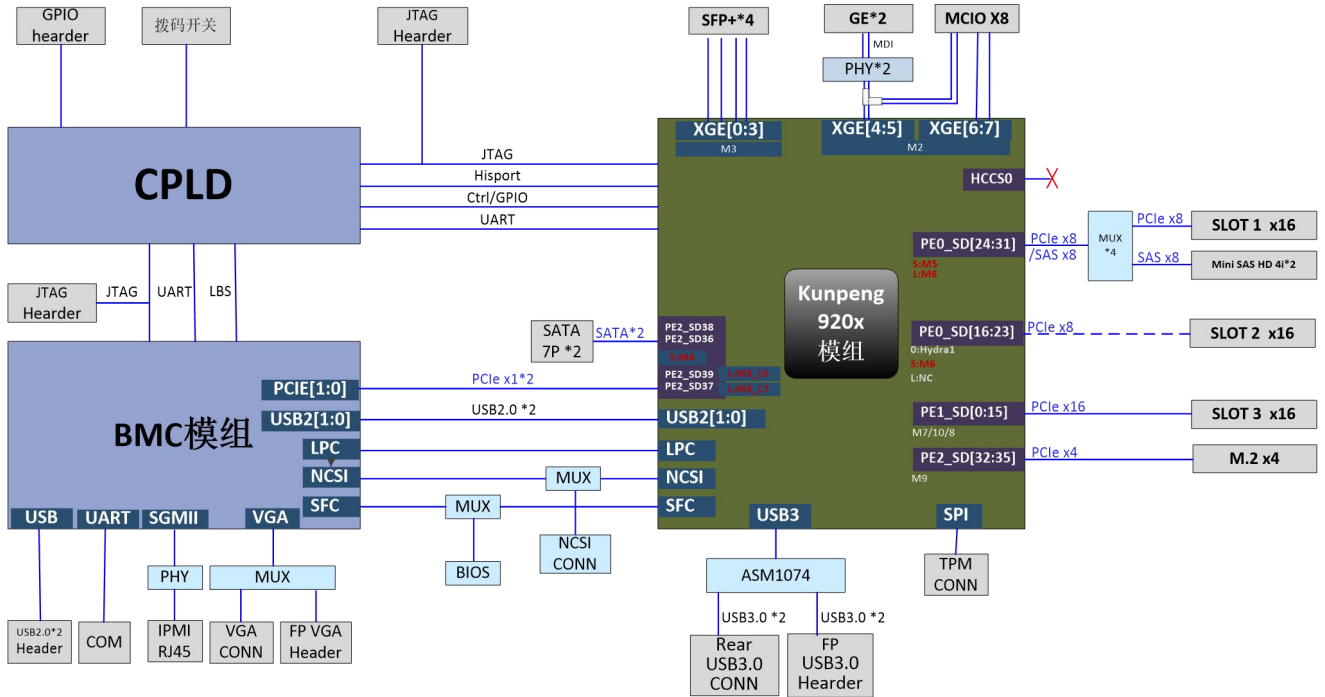 GPIO
hearder
拨码开关
JTAG
Hearder
SFP+*4
GE*2
MCIO X8
MDI
PHY*2
CPLD
JTAG
Hisport
Ctrl/GPIO
UART
XGE[0:3]
M3
XGE[4:5]
XGE[6:7]
M2
HCCS0
PE0_SD[24:31]
S:M5
L:M6
PCIe x8
/SAS x8
MUX
*4
PCIe x8
SAS x8
SLOT 1 x16
Mini SAS HD 4i*2
Kunpeng
920x
模组
PE0_SD[16:23]
0:Hydra1
S:M6
L:NC
PCIe x8
SLOT 2 x16
PE1_SD[0:15]
M7/10/8
PCIe x16
SLOT 3 x16
PE2_SD[32:35]
M9
PCIe x4
M.2 x4
JTAG
Hearder
JTAG
UART
LBS
SATA
7P *2
SATA*2
PE2_SD38
PE2_SD36
S:M4
PE2_SD39
PE2_SD37
L:M5_L5
L:M5_L7
BMC模组
PCIE[1:0]
PCIe x1*2
USB2[1:0]
USB2.0 *2
USB2[1:0]
LPC
LPC
NCSI
MUX
NCSI
SFC
MUX
SFC
BIOS
NCSI
CONN
USB
UART
SGMII
VGA
PHY
MUX
USB2.0*2
Header
COM
IPMI
RJ45
VGA
CONN
FP VGA
Header
USB3
SPI
ASM1074
TPM
CONN
USB3.0 *2
USB3.0 *2
Rear
USB3.0
CONN
FP
USB3.0
Hearder